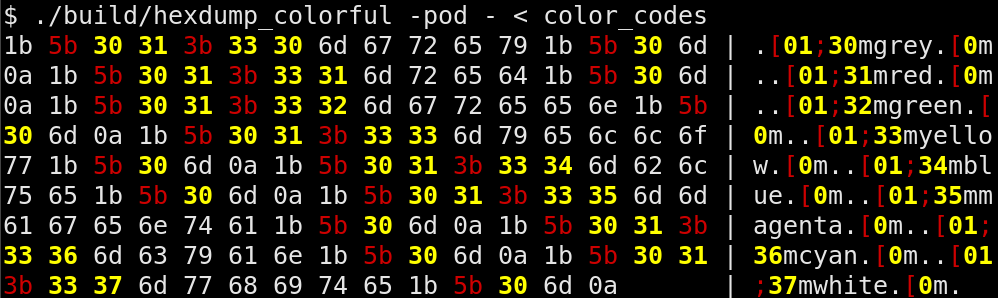 $ ./build/hexdump_colorful -pod - < color_codes
1b 5b 30 31 3b 33 30 6d 67 72 65 79 1b 5b 30 6d | .[01;30mgrey.[0m
0a 1b 5b 30 31 3b 33 31 6d 72 65 64 1b 5b 30 6d | ..[01;31mred.[0m
0a 1b 5b 30 31 3b 33 32 6d 67 72 65 65 6e 1b 5b | ..[01;32mgreen.[
30 6d 0a 1b 5b 30 31 3b 33 33 6d 79 65 6c 6c 6f | 0m..[01;33myello
77 1b 5b 30 6d 0a 1b 5b 30 31 3b 33 34 6d 62 6c | w.[0m..[01;34mbl
75 65 1b 5b 30 6d 0a 1b 5b 30 31 3b 33 35 6d 6d | ue.[0m..[01;35mm
61 67 65 6e 74 61 1b 5b 30 6d 0a 1b 5b 30 31 3b | agenta.[0m..[01;
33 36 6d 63 79 61 6e 1b 5b 30 6d 0a 1b 5b 30 31 | 36mcyan.[0m..[01
3b 33 37 6d 77 68 69 74 65 1b 5b 30 6d 0a | ;37mwhite.[0m.